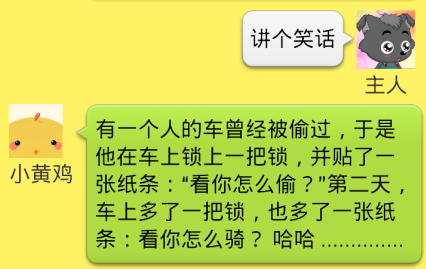 讲个笑话
主人
小黄鸡
有一个人的车曾经被偷过，于是
他在车上锁上一把锁，并贴了一
张纸条：“看你怎么偷？”第二天，
车上多了一把锁，也多了一张纸
条：看你怎么骑？ 哈哈 ..............